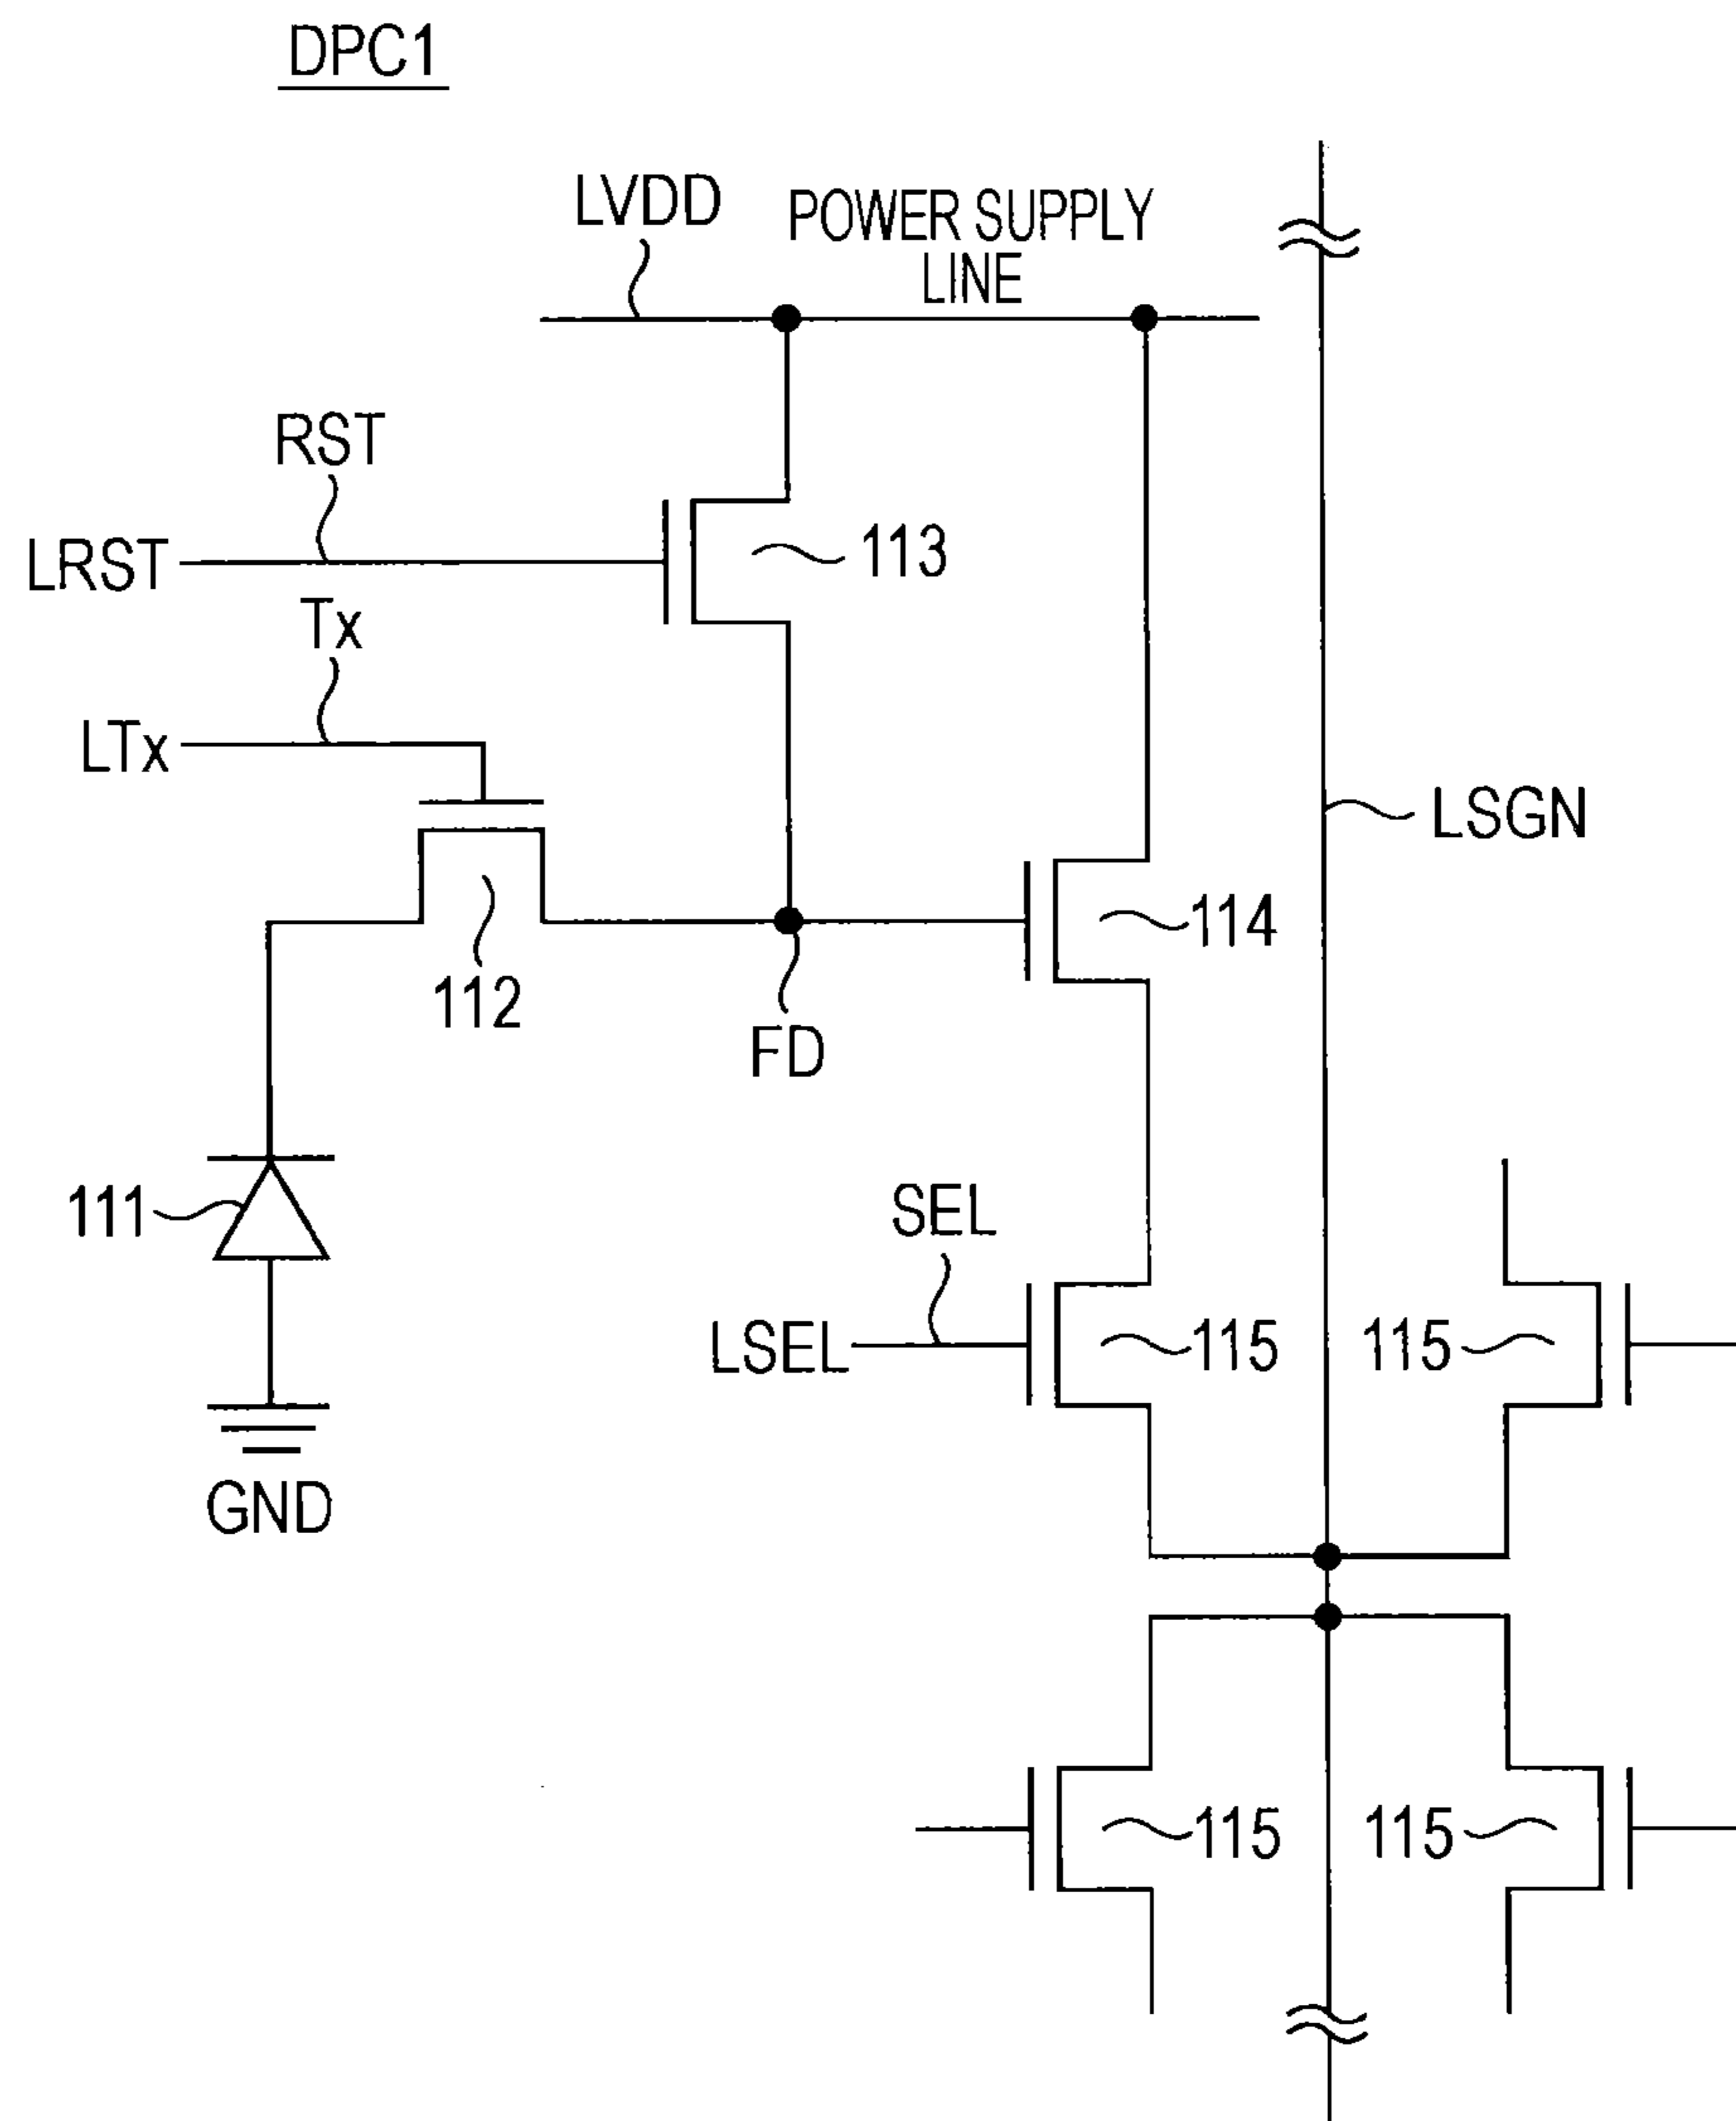 DPC1
LVDD
POWER SUPPLY
LINE
RST
LRST
113
Tx
LTx
LSGN
114
112
FD
111
SEL
LSEL
115
115
GND
115
115